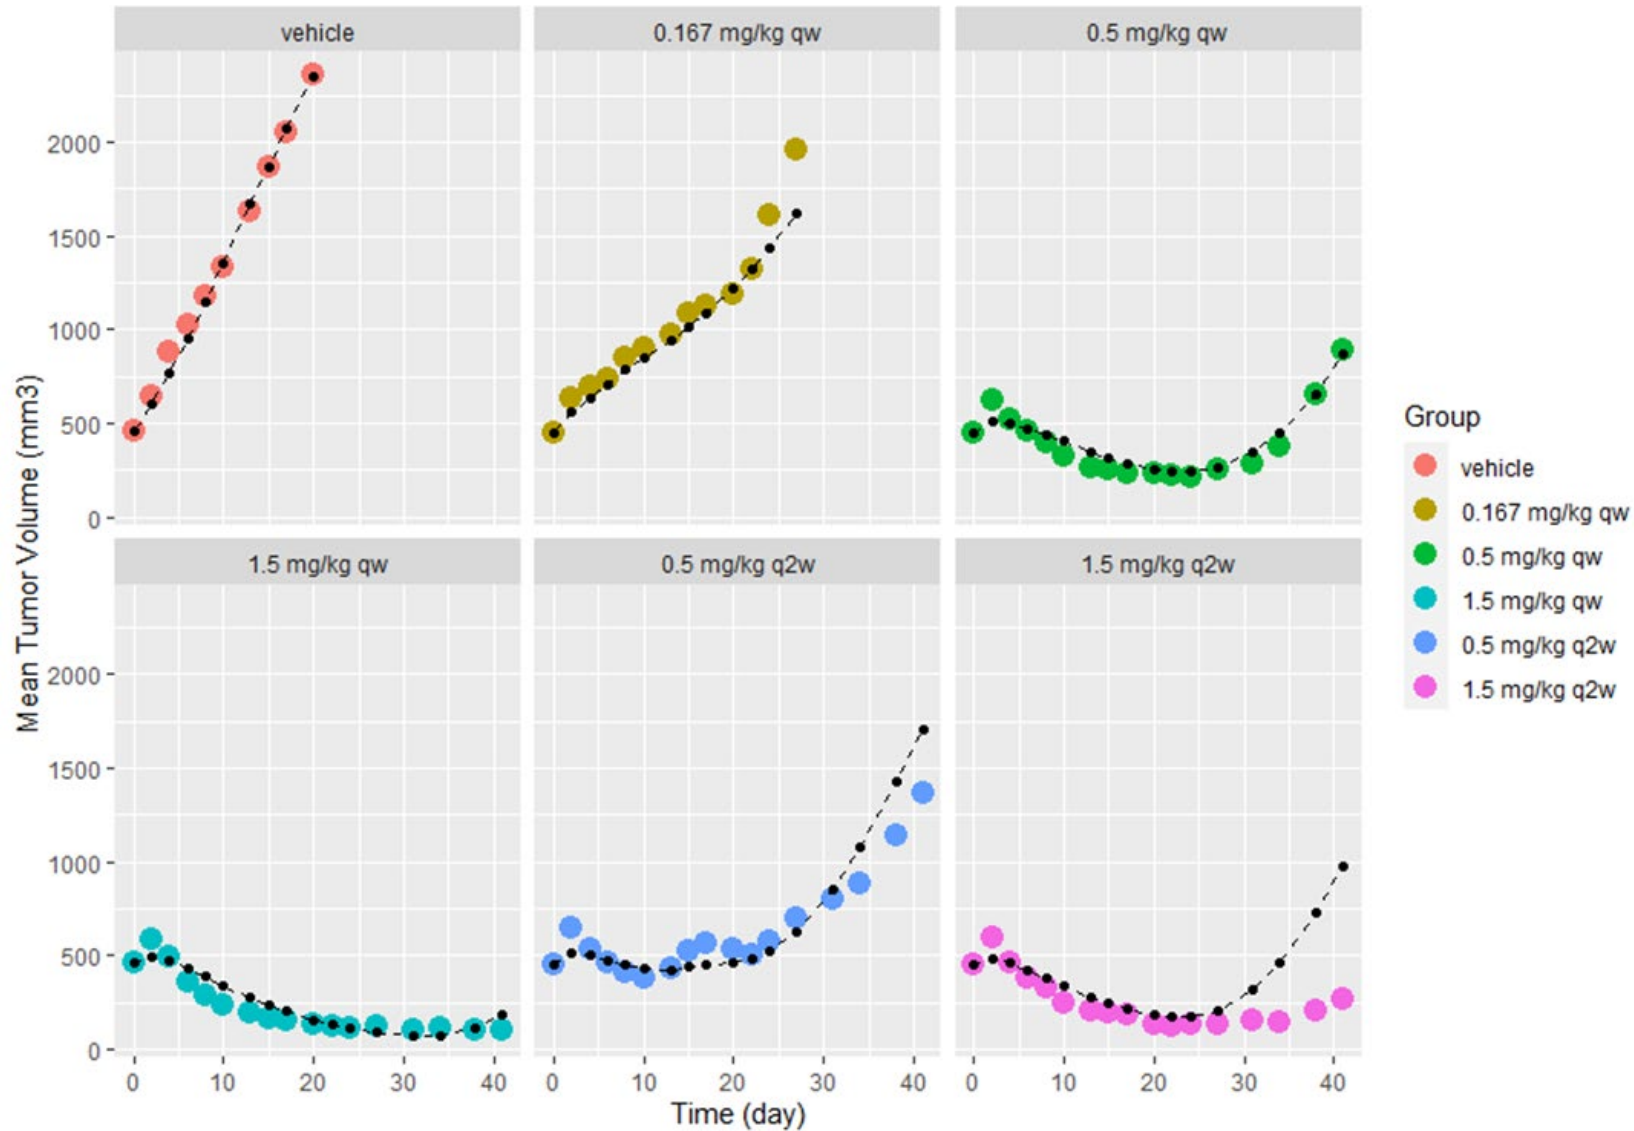 vehicle
0.167 mg/kg qw
0.5 mg/kg qw
2000
1500
1000
500
0
1.5 mg/kg qw
0.5 mg/kg q2w
1.5 mg/kg q2w
2000
1500
1000
500
0
0 10 20 30 40
0 10 20 30 40
0 10 20 30 40
Mean Tumor Volume (mm3)
Time (day)
Group
vehicle
0.167 mg/kg qw
0.5 mg/kg qw
1.5 mg/kg qw
0.5 mg/kg q2w
1.5 mg/kg q2w